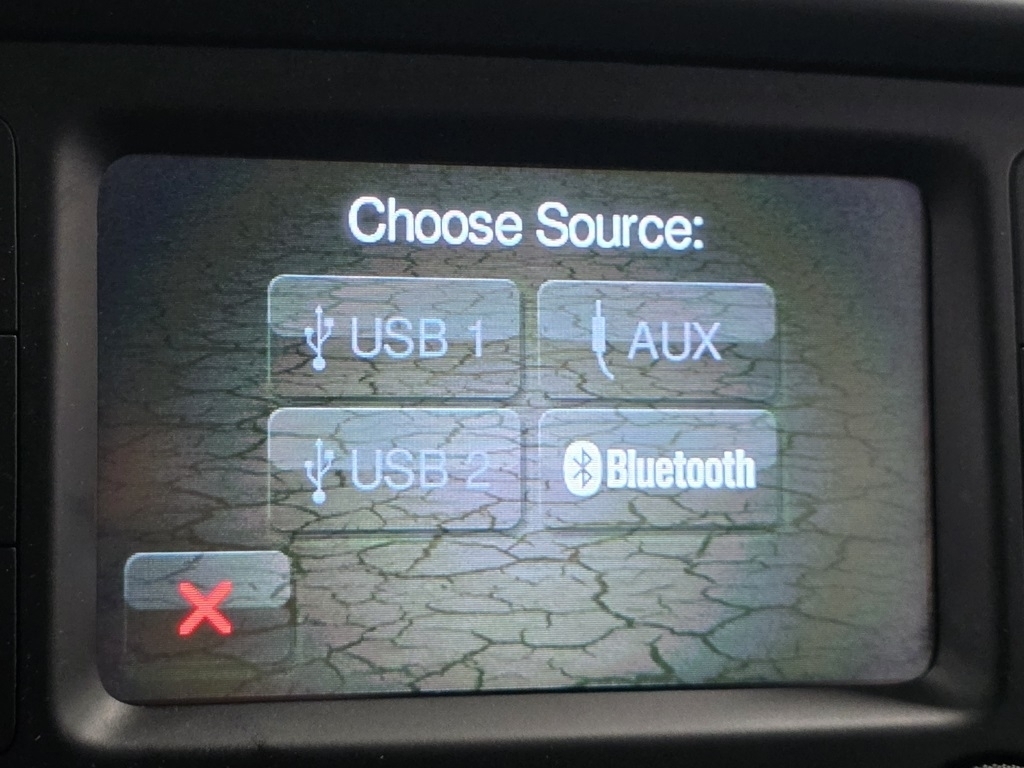 Choose Source:
USB 1
AUX
USB 2
Bluetooth